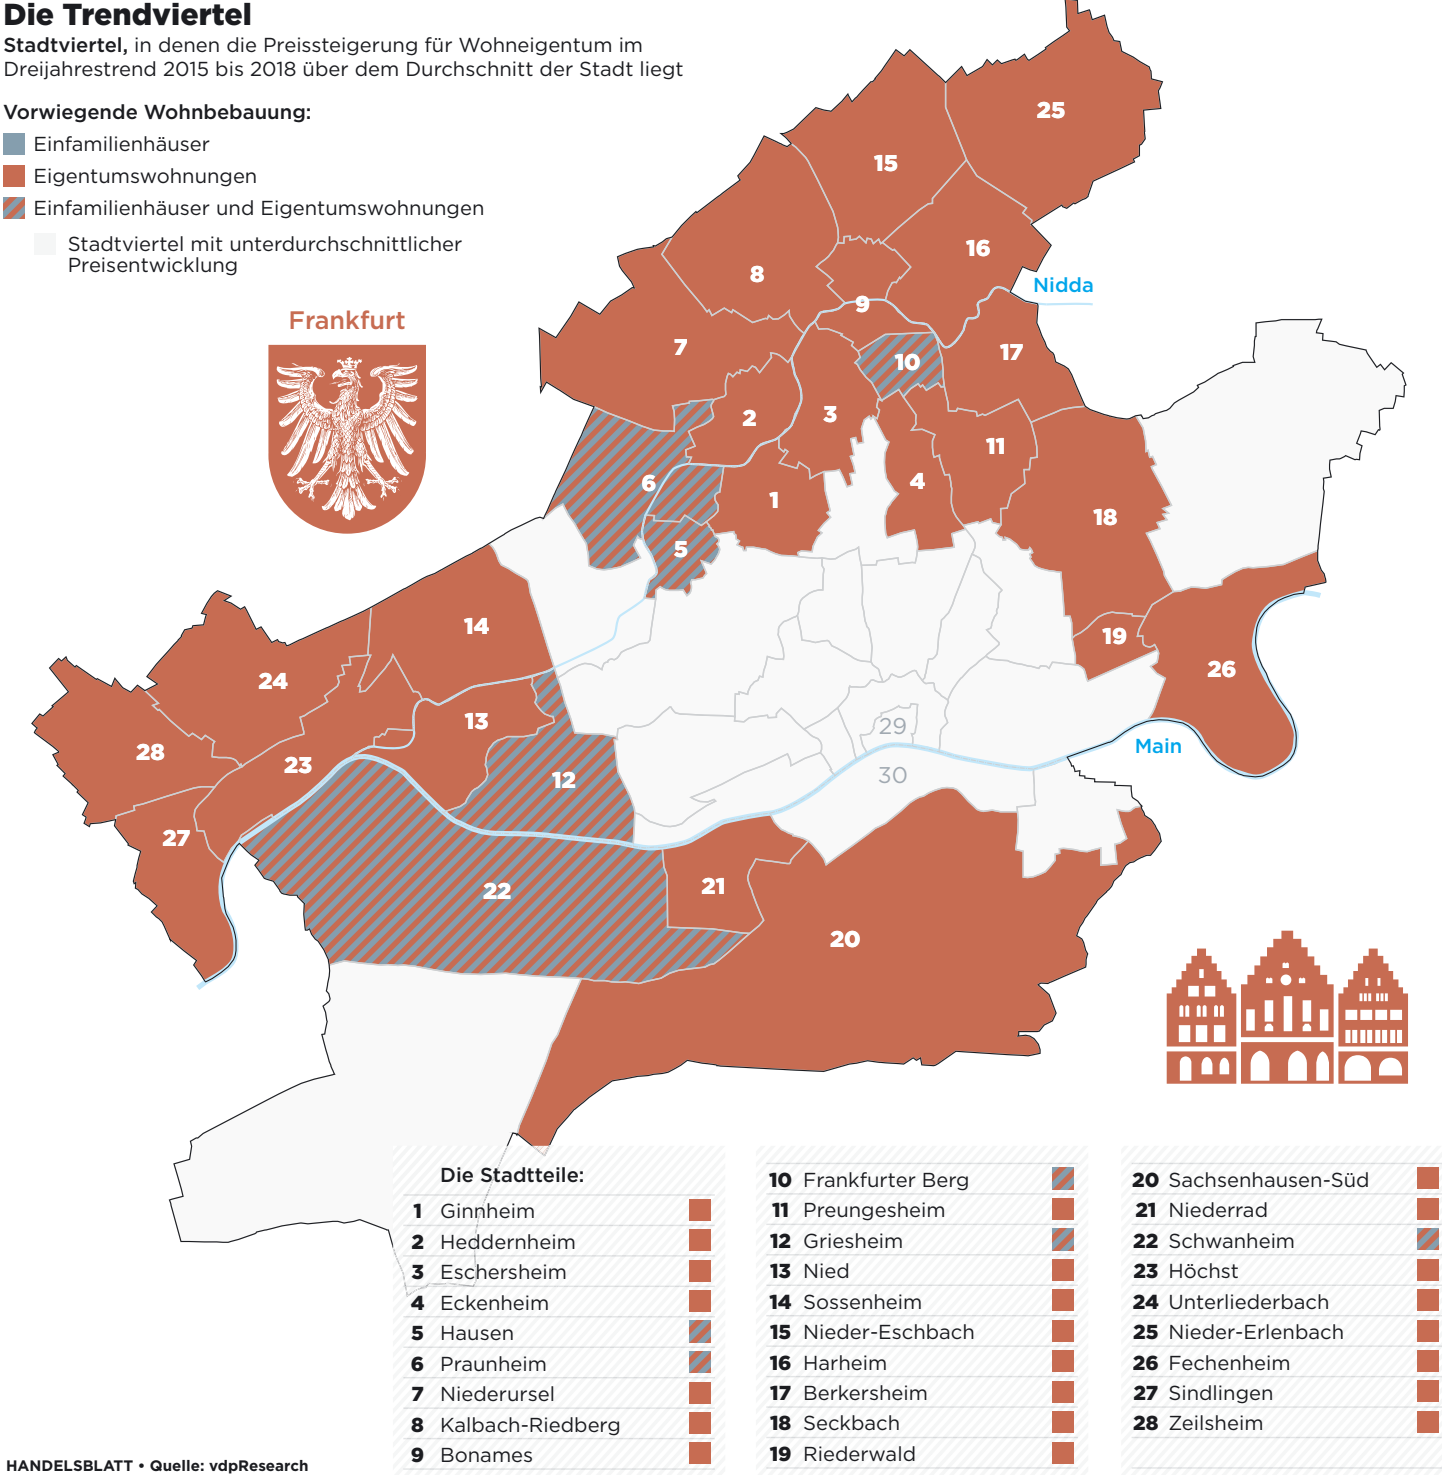 Die Trendviertel
Stadtviertel, in denen die Preissteigerung für Wohneigentum im
Dreijahrestrend 2015 bis 2018 über dem Durchschnitt der Stadt liegt
Vorwiegende Wohnbebauung:
Einfamilienhäuser
Eigentumswohnungen
Einfamilienhäuser und Eigentumswohnungen
Stadtviertel mit unterdurchschnittlicher
Preisentwicklung
Frankfurt
25
15
16
8
Nidda
9
7
17
10
2
3
11
6
4
1
18
5
14
19
26
24
13
29
Main
28
23
12
30
27
22
21
20
Die Stadtteile:
1 Ginnheim
2 Heddernheim
3 Eschersheim
4 Eckenheim
5 Hausen
6 Praunheim
7 Niederursel
8 Kalbach-Riedberg
9 Bonames
10 Frankfurter Berg
11 Preungesheim
12 Griesheim
13 Nied
14 Sossenheim
15 Nieder-Eschbach
16 Harheim
17 Berkersheim
18 Seckbach
19 Riederwald
20 Sachsenhausen-Süd
21 Niederrad
22 Schwanheim
23 Höchst
24 Unterliederbach
25 Nieder-Erlenbach
26 Fechenheim
27 Sindlingen
28 Zeilsheim
HANDELSBLATT • Quelle: vdpResearch